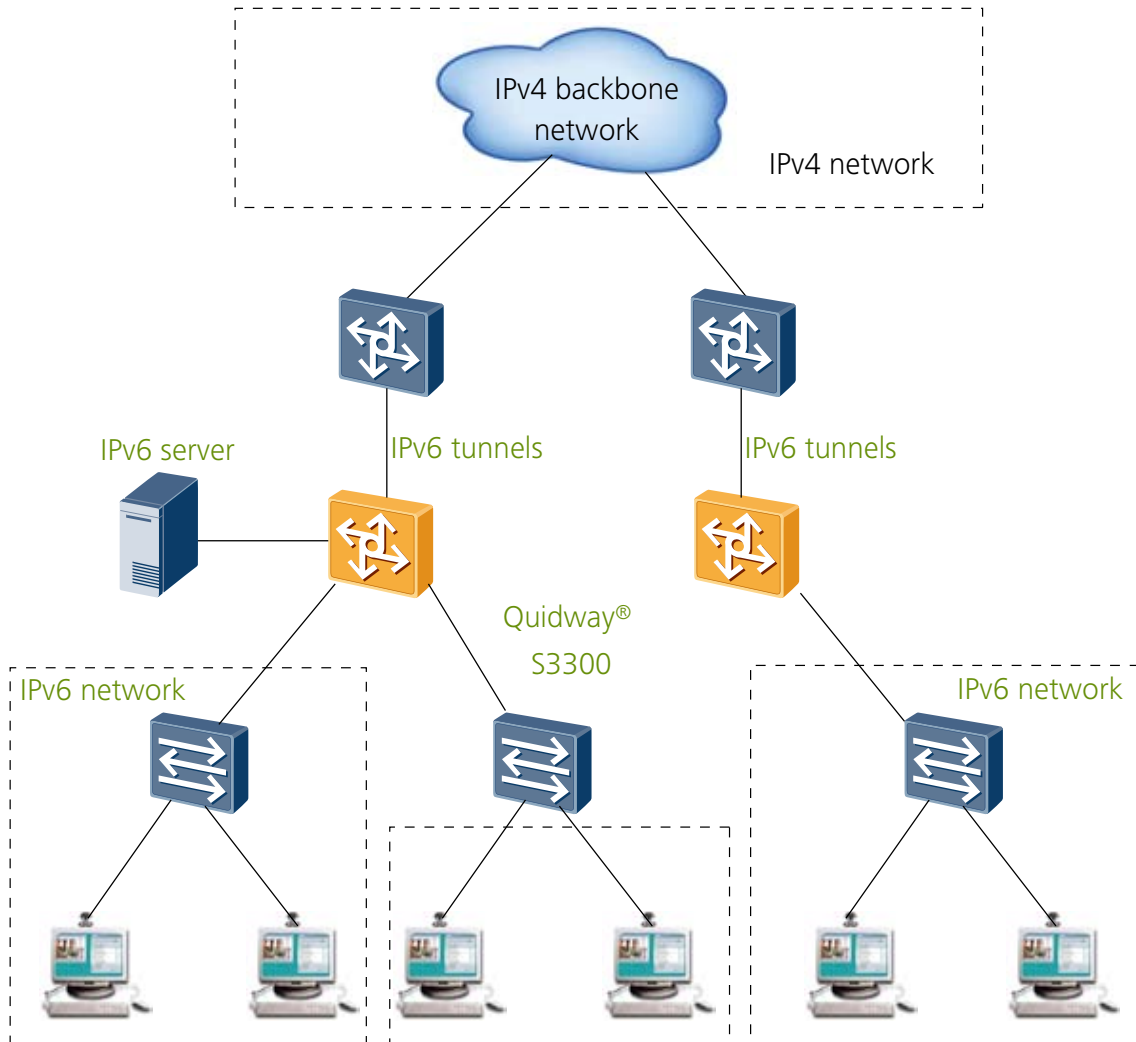 IPv4 backbone
network
IPv4 network
IPv6 server
IPv6 tunnels
IPv6 tunnels
Quidway®
S3300
IPv6 network
IPv6 network